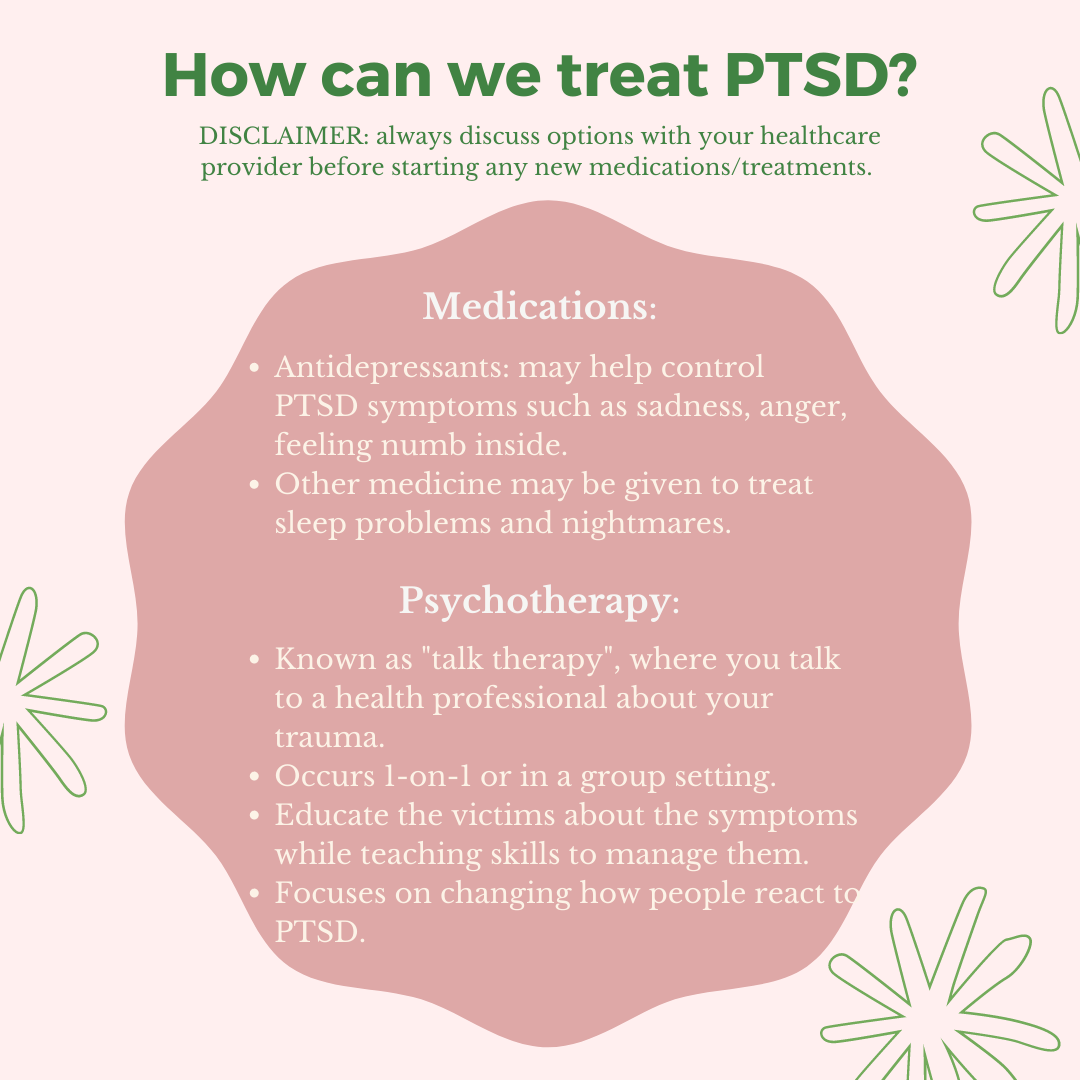 How can we treat PTSD?
DISCLAIMER: always discuss options with your healthcare
provider before starting any new medications/treatments.
Medications:
• Antidepressants: may help control
PTSD symptoms such as sadness, anger,
feeling numb inside.
• Other medicine may be given to treat
sleep problems and nightmares.
Psychotherapy:
• Known as "talk therapy", where you talk
to a health professional about your
trauma.
• Occurs 1-on-1 or in a group setting.
• Educate the victims about the symptoms
while teaching skills to manage them.
• Focuses on changing how people react to
PTSD.